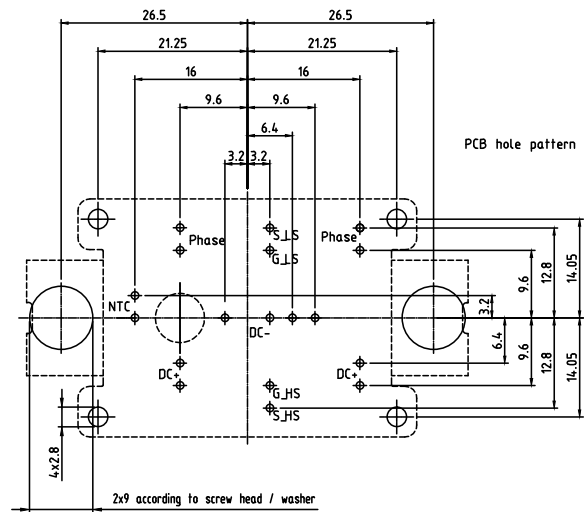 26.5 26.5
21.25 21.25
16 16
9.6 9.6
6.4
3.2 3.2
PCB hole pattern
Phase S_LS Phase
G_LS
NTC
DC-
DC+ DC+
G_HS
S_HS
3.2
9.6
12.8
14.05
6.4
9.6
12.8
14.05
4x2.8
2x9 according to screw head / washer